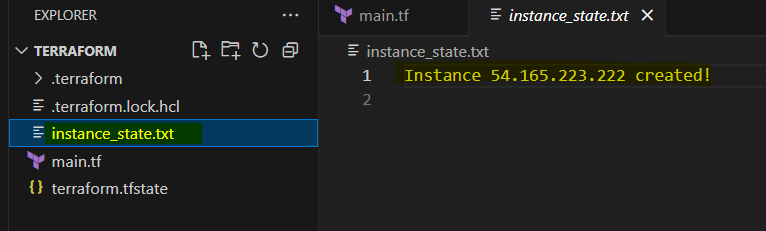 EXPLORER
...
TERRAFORM
.terraform
.terraform.lock.hcl
instance_state.txt
main.tf
{} terraform.tfstate
main.tf
instance_state.txt
instance_state.txt
1 Instance 54.165.223.222 created!
2